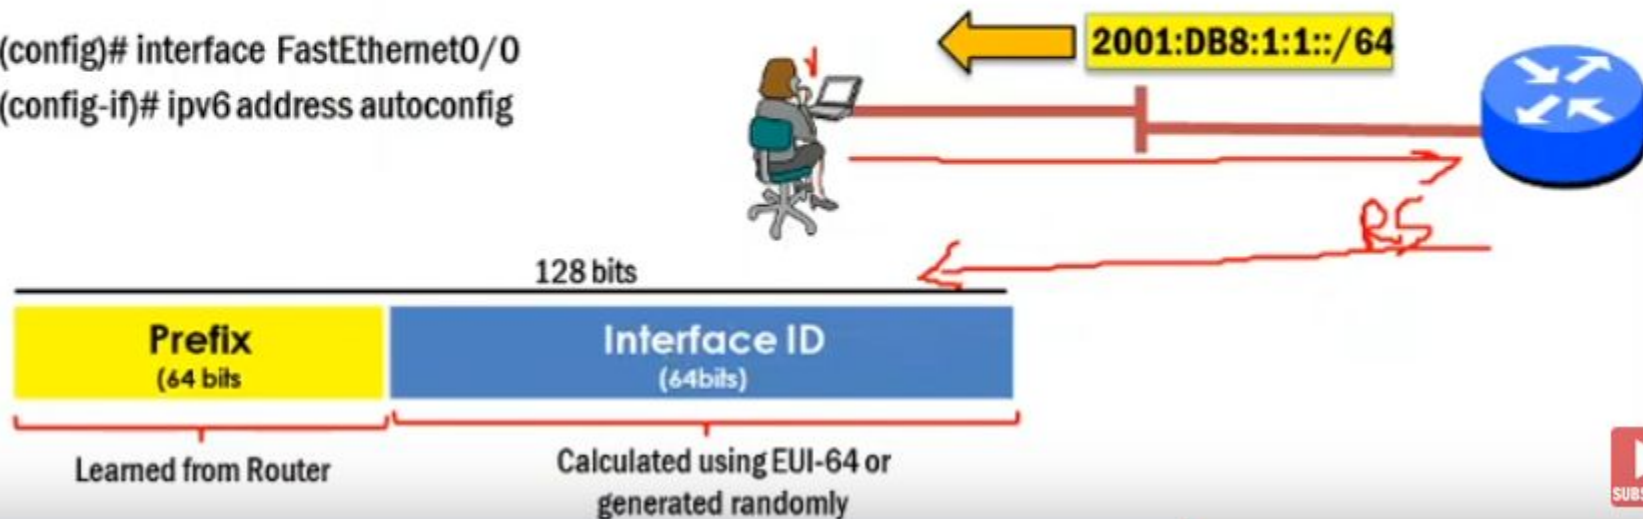 (config)# interface FastEthernet0/0
(config-if)# ipv6 address autoconfig
2001:DB8:1:1::/64
RS
128 bits
Prefix
(64 bits
Interface ID
(64bits)
Learned from Router
Calculated using EUI-64 or
generated randomly